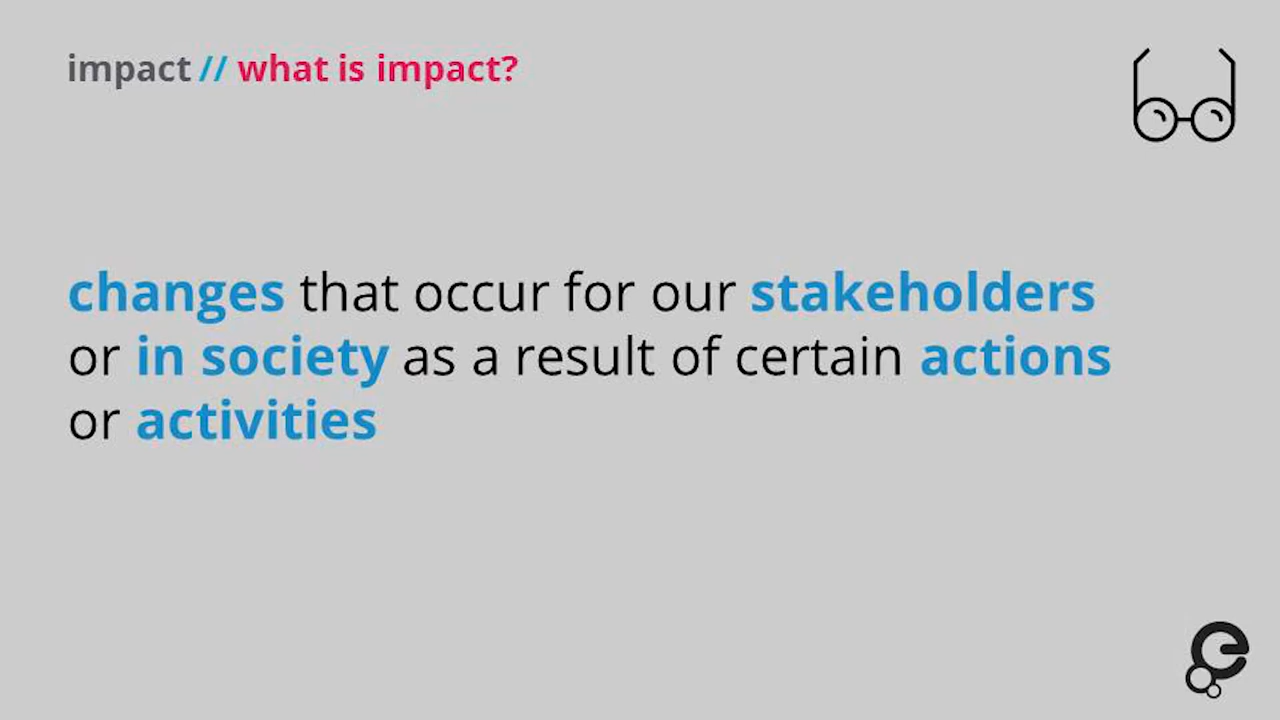 impact // what is impact?
changes that occur for our stakeholders
or in society as a result of certain actions
or activities